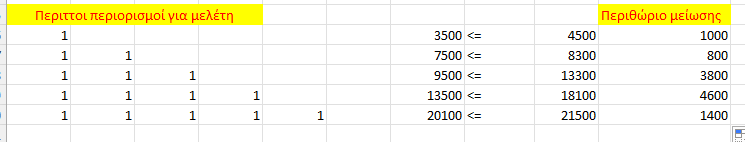 Περιττοι περιορισμοί για μελέτη Περιθώριο μείωσης
1 3500 <= 4500 1000
1 1 7500 <= 8300 800
1 1 1 9500 <= 13300 3800
1 1 1 1 13500 <= 18100 4600
1 1 1 1 1 20100 <= 21500 1400